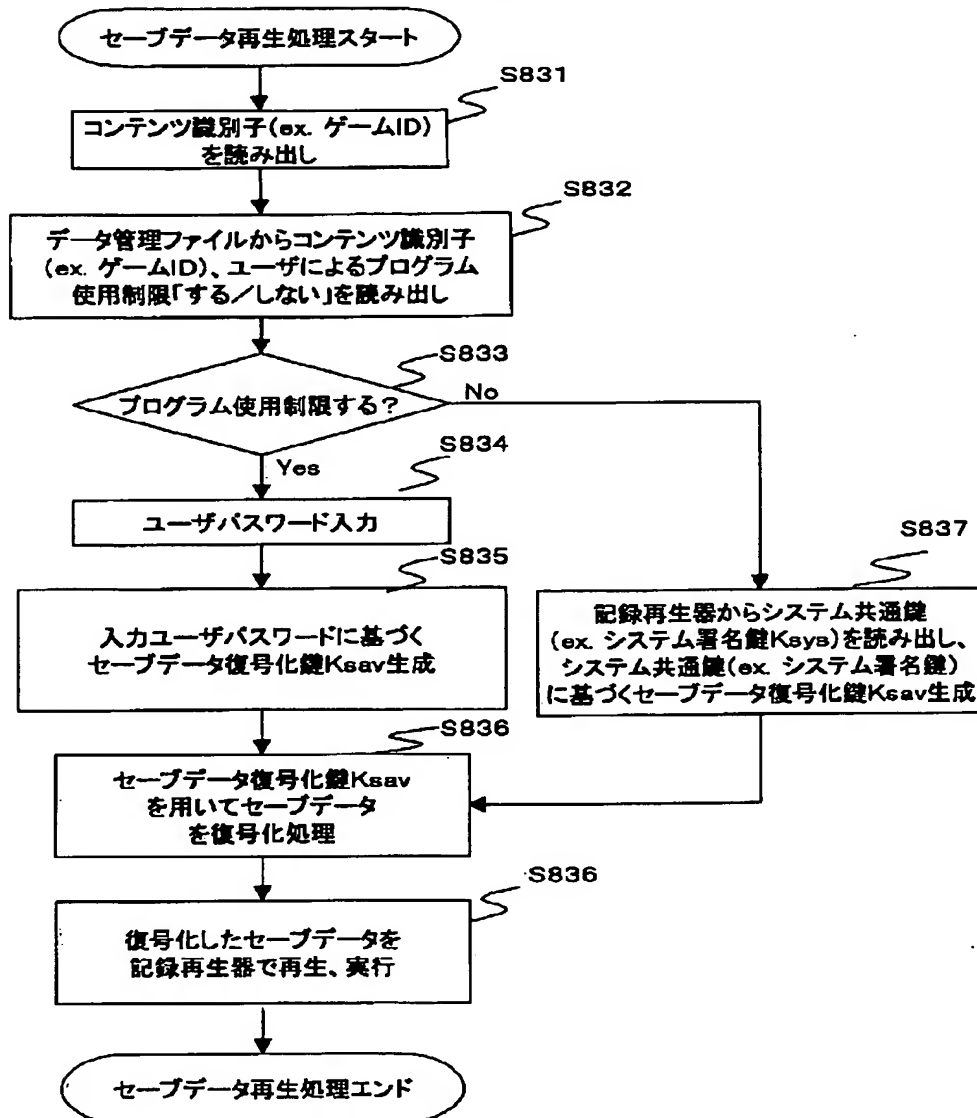 セーブデータ再生処理スタート
S831
コンテンツ識別子(ex. ゲームID)
を読み出し
S832
データ管理ファイルからコンテンツ識別子
(ex. ゲームID)、ユーザによるプログラム
使用制限「する/しない」を読み出し
S833
プログラム使用制限する?
No
Yes
S834
ユーザパスワード入力
S835
入力ユーザパスワードに基づく
セーブデータ復号化鍵Ksav生成
S837
記録再生器からシステム共通鍵
(ex. システム署名鍵Ksys)を読み出し、
システム共通鍵(ex. システム署名鍵)
に基づくセーブデータ復号化鍵Ksav生成
S836
セーブデータ復号化鍵Ksav
を用いてセーブデータ
を復号化処理
S836
復号化したセーブデータを
記録再生器で再生、実行
セーブデータ再生処理エンド